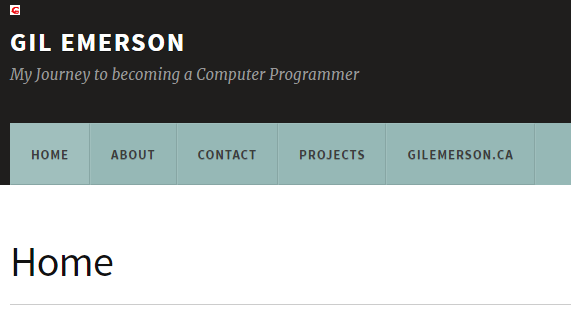 GIL EMERSON
My Journey to becoming a Computer Programmer
HOME ABOUT CONTACT PROJECTS GILEMERSON.CA
Home